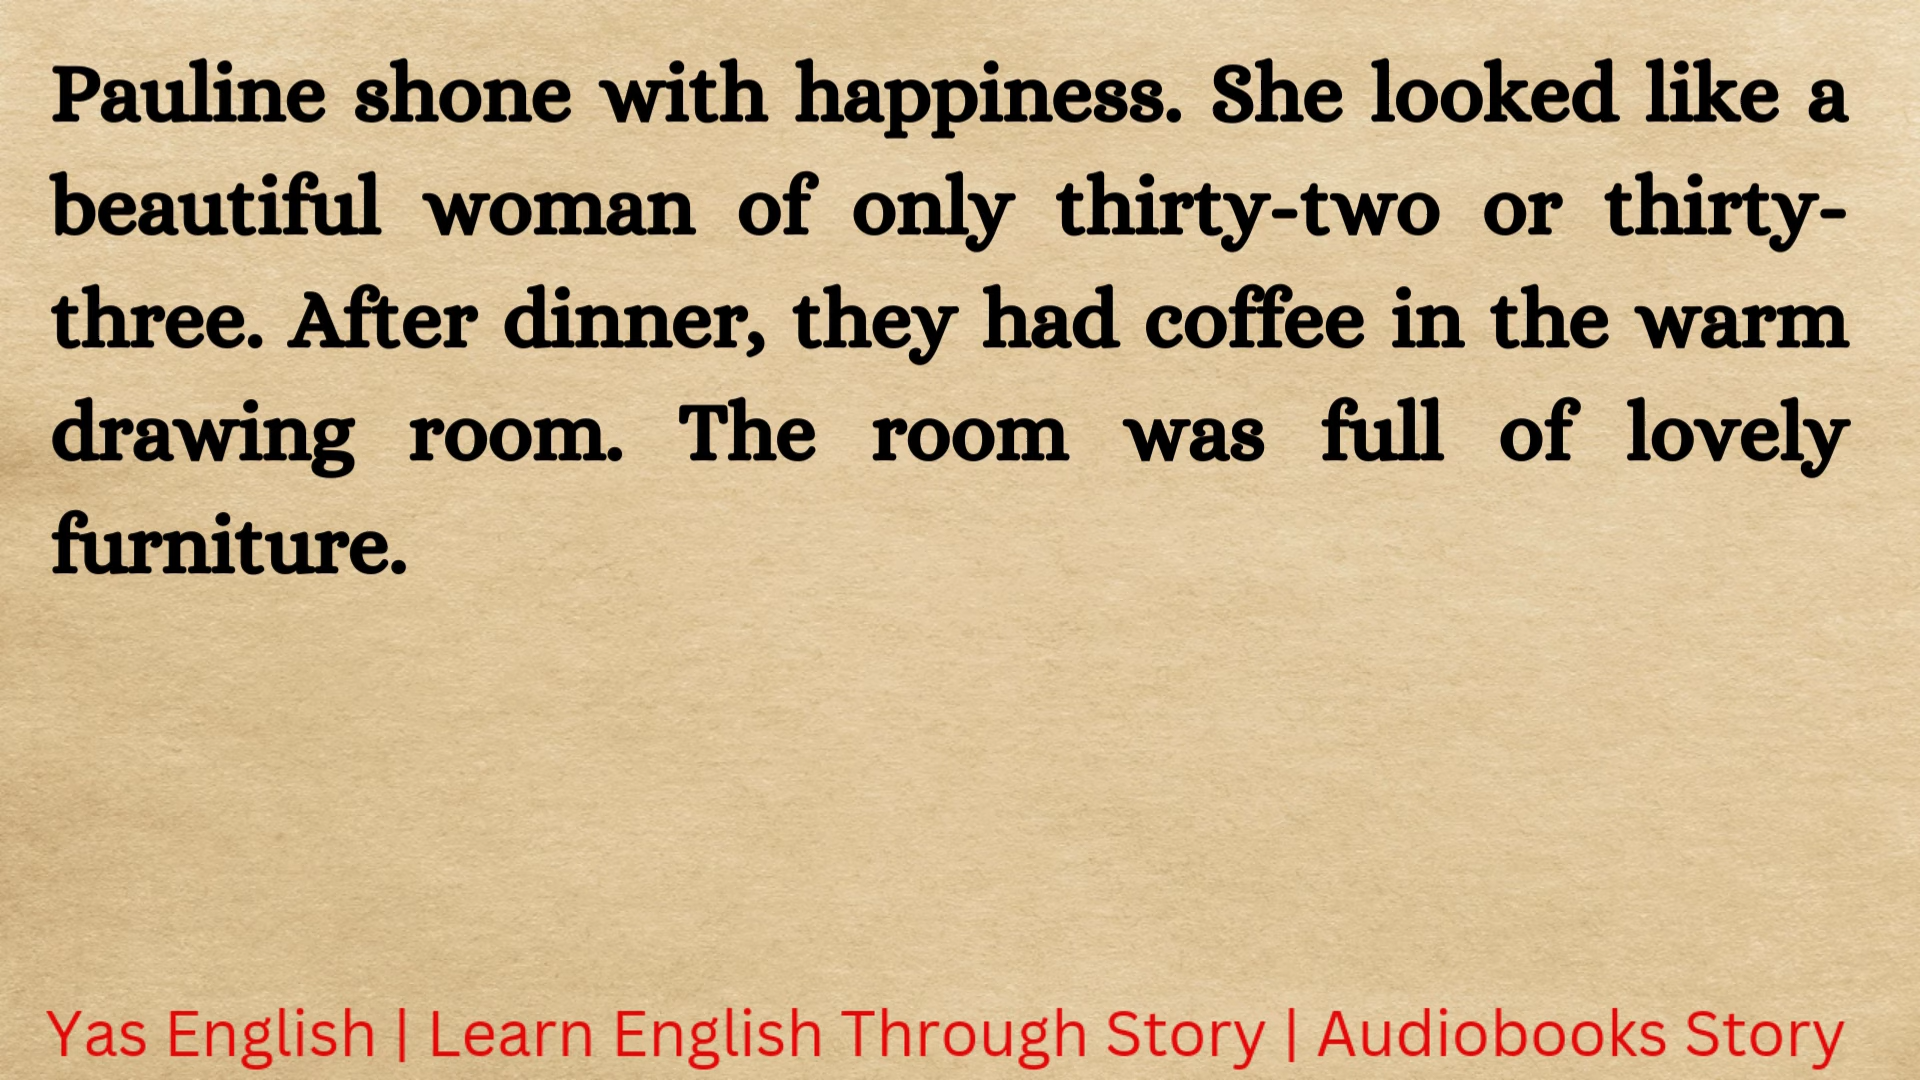 Pauline shone with happiness. She looked like a
beautiful woman of only thirty-two or thirty-
three. After dinner, they had coffee in the warm
drawing room. The room was full of lovely
furniture.
Yas English | Learn English Through Story | Audiobooks Story